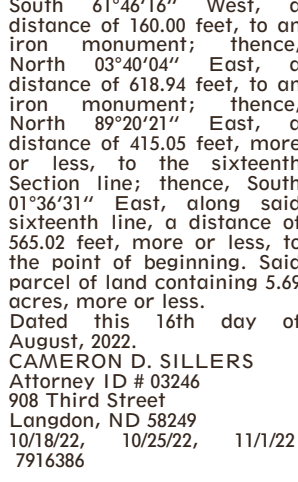 South 61°46'16" West, a
distance of 160.00 feet, to an
iron monument; thence,
North 03°40'04" East, a
distance of 618.94 feet, to an
iron monument; thence,
North 89°20'21" East, a
distance of 415.05 feet, more
or less, to the sixteenth
Section line; thence, South
01°36'31" East, along said
sixteenth line, a distance of
565.02 feet, more or less, to
the point of beginning. Said
parcel of land containing 5.69
acres, more or less.
Dated this 16th day of
August, 2022.
CAMERON D. SILLERS
Attorney ID # 03246
908 Third Street
Langdon, ND 58249
10/18/22, 10/25/22, 11/1/22
7916386